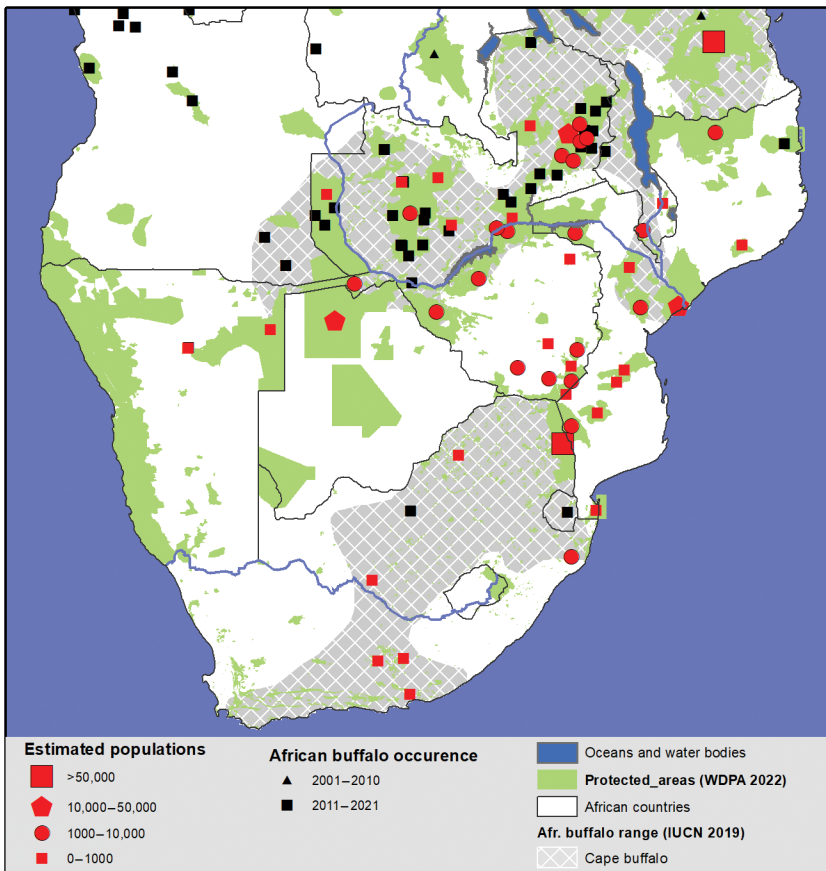 Estimated populations
>50,000
10,000–50,000
1000–10,000
0–1000
African buffalo occurence
2001–2010
2011–2021
Oceans and water bodies
Protected_areas (WDPA 2022)
African countries
Afr. buffalo range (IUCN 2019)
Cape buffalo